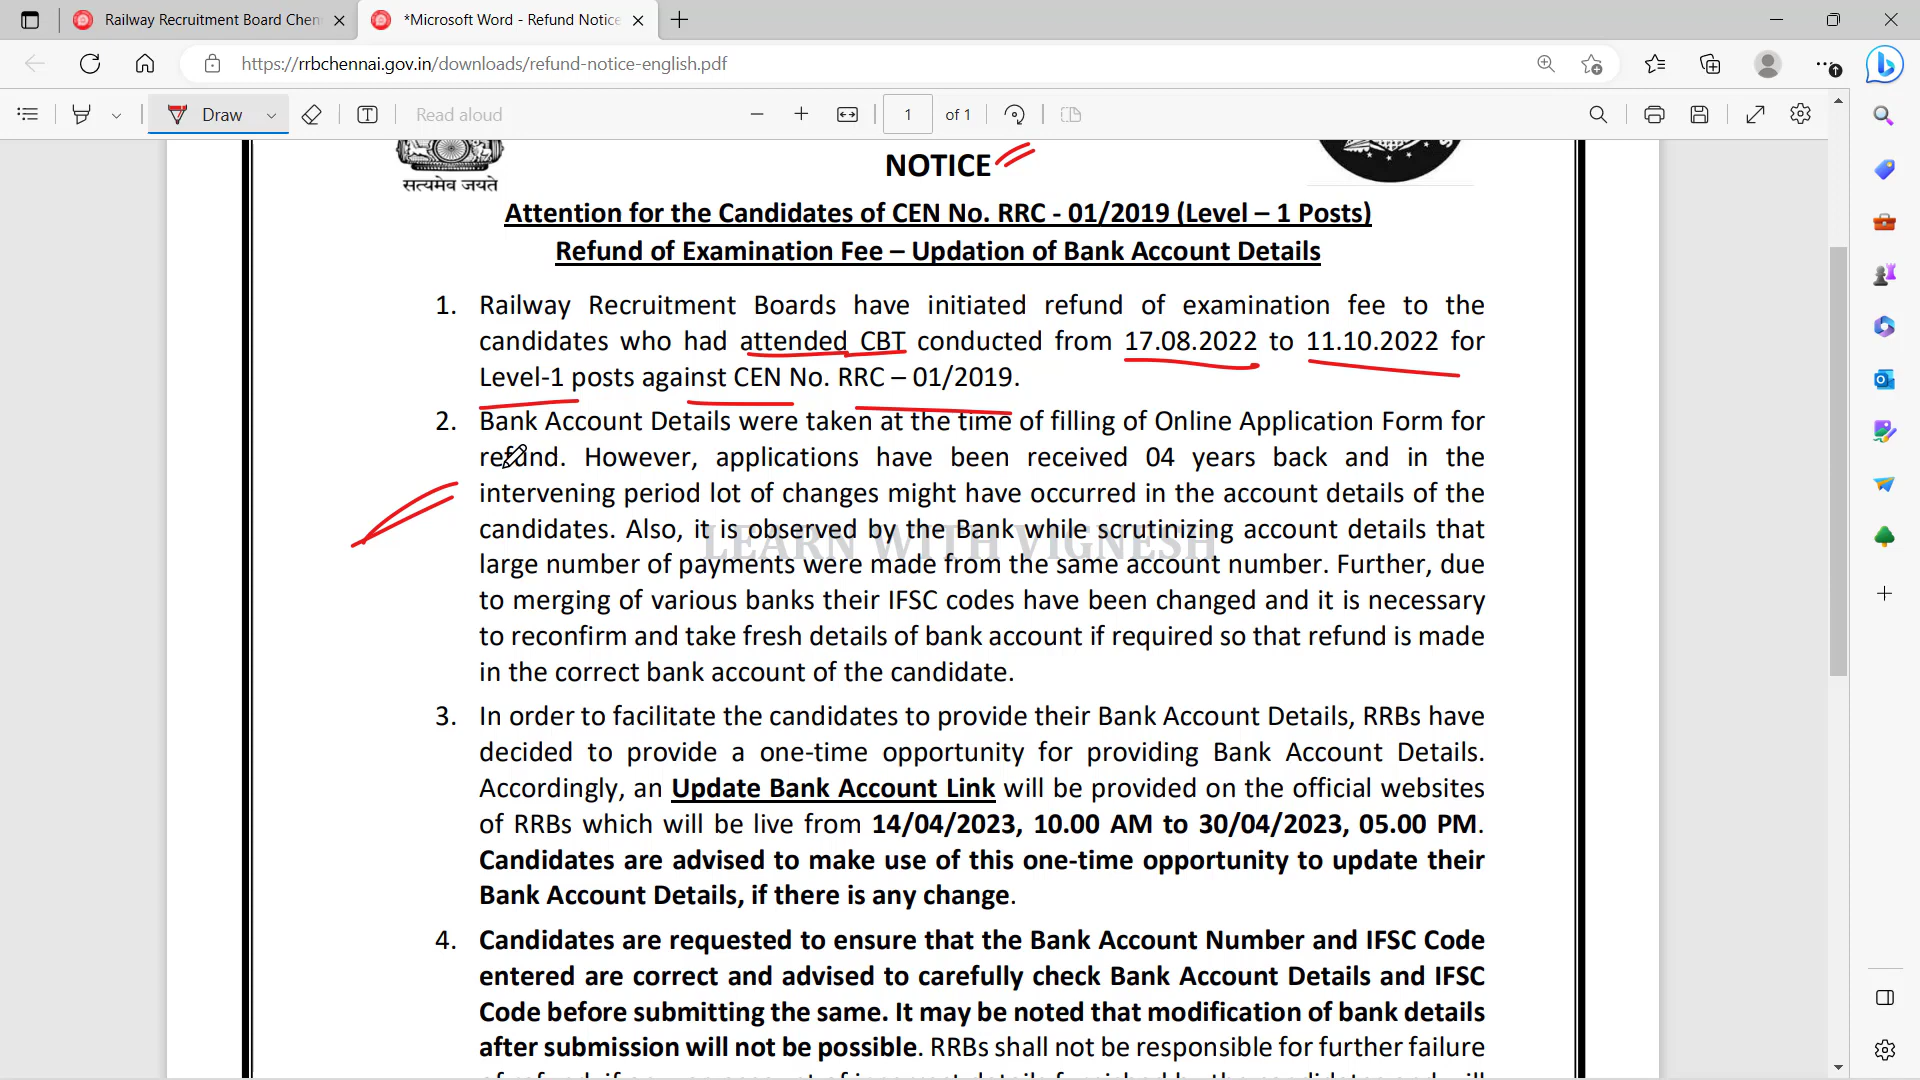 Railway Recruitment Board Chen
*Microsoft Word - Refund Notice
https://rrbchennai.gov.in/downloads/refund-notice-english.pdf
Draw
Read aloud
1 of 1
सत्यमेव जयते
NOTICE
Attention for the Candidates of CEN No. RRC - 01/2019 (Level – 1 Posts)
Refund of Examination Fee – Updation of Bank Account Details
1. Railway Recruitment Boards have initiated refund of examination fee to the
candidates who had attended CBT conducted from 17.08.2022 to 11.10.2022 for
Level-1 posts against CEN No. RRC – 01/2019.
2. Bank Account Details were taken at the time of filling of Online Application Form for
refund. However, applications have been received 04 years back and in the
intervening period lot of changes might have occurred in the account details of the
candidates. Also, it is observed by the Bank while scrutinizing account details that
LEARN WITH VIGNESH
large number of payments were made from the same account number. Further, due
to merging of various banks their IFSC codes have been changed and it is necessary
to reconfirm and take fresh details of bank account if required so that refund is made
in the correct bank account of the candidate.
3. In order to facilitate the candidates to provide their Bank Account Details, RRBs have
decided to provide a one-time opportunity for providing Bank Account Details.
Accordingly, an Update Bank Account Link will be provided on the official websites
of RRBs which will be live from 14/04/2023, 10.00 AM to 30/04/2023, 05.00 PM.
Candidates are advised to make use of this one-time opportunity to update their
Bank Account Details, if there is any change.
4. Candidates are requested to ensure that the Bank Account Number and IFSC Code
entered are correct and advised to carefully check Bank Account Details and IFSC
Code before submitting the same. It may be noted that modification of bank details
after submission will not be possible. RRBs shall not be responsible for further failure